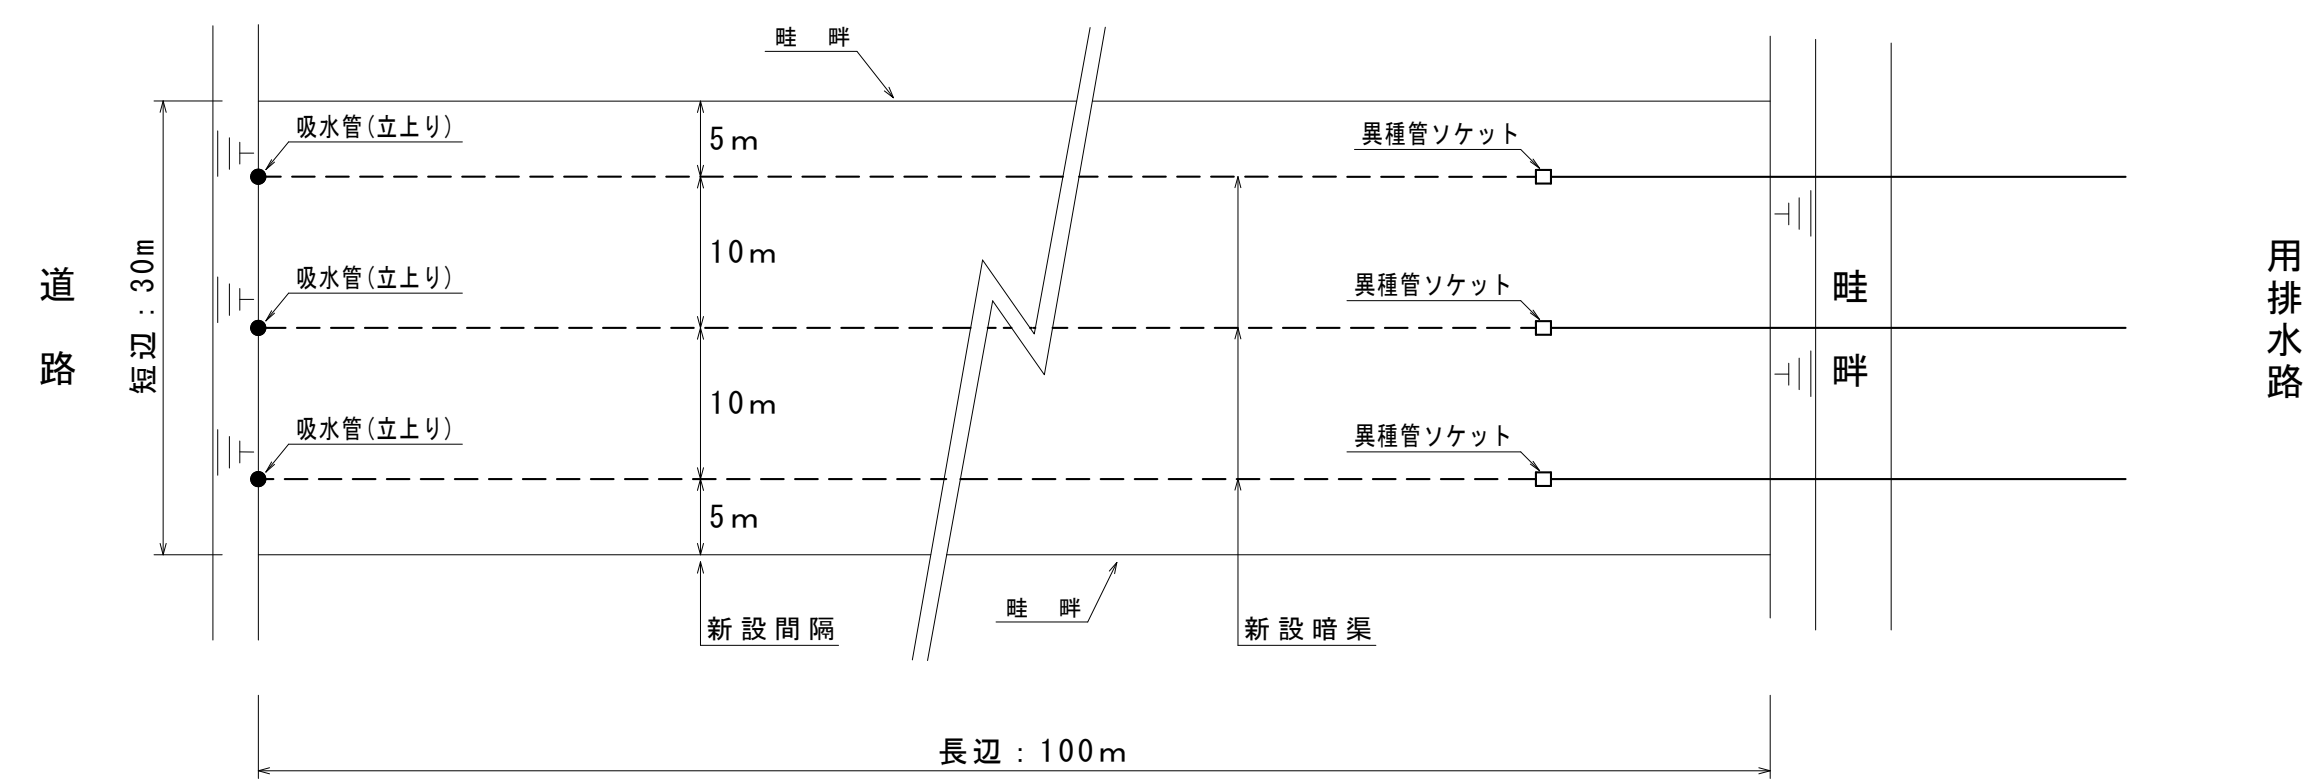 畦 畔
吸水管(立上り)
5m
異種管ソケット
10m
吸水管(立上り)
異種管ソケット
道路
短辺：30m
畦畔
用排水路
10m
吸水管(立上り)
異種管ソケット
5m
畦 畔
新設間隔
新設暗渠
長辺：100m